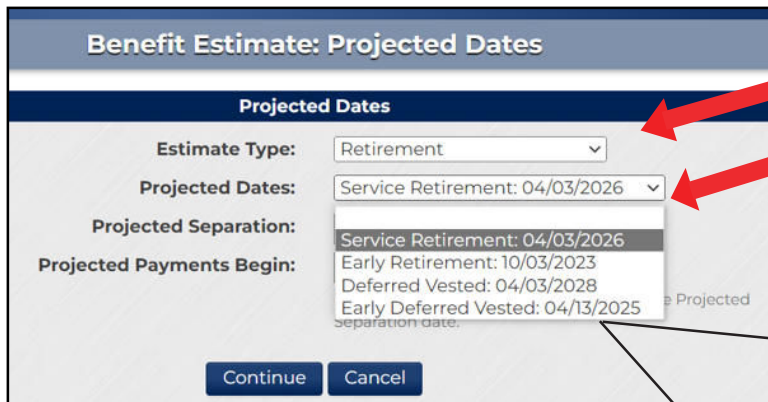 Benefit Estimate: Projected Dates
Projected Dates
Estimate Type: Retirement
Projected Dates: Service Retirement: 04/03/2026
Projected Separation:
Service Retirement: 04/03/2026
Projected Payments Begin:
Early Retirement: 10/03/2023
Deferred Vested: 04/03/2028
Early Deferred Vested: 04/13/2025
Projected
Separation date.
Continue Cancel